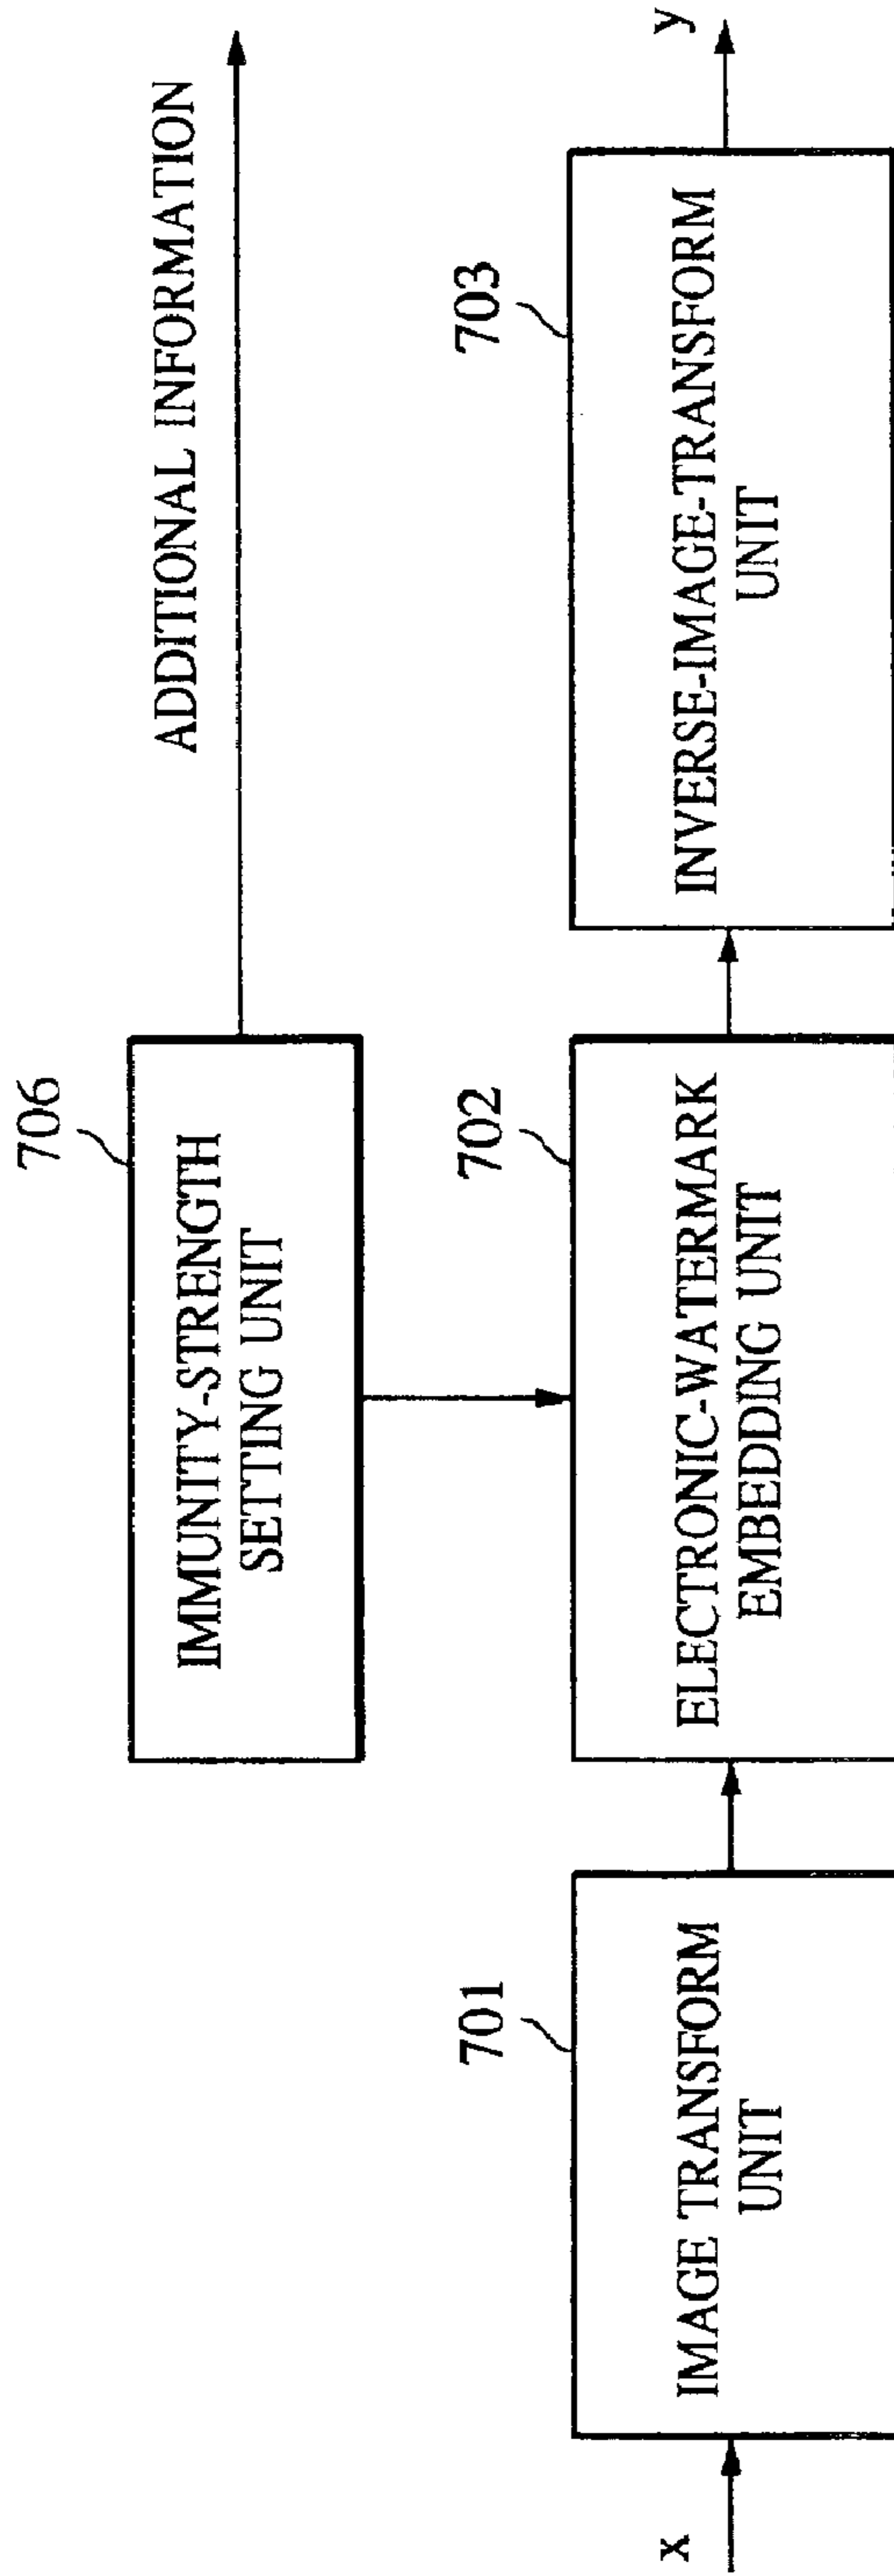 706
IMMUNITY-STRENGTH
SETTING UNIT
ADDITIONAL INFORMATION
x
701
IMAGE TRANSFORM
UNIT
702
ELECTRONIC-WATERMARK
EMBEDDING UNIT
703
INVERSE-IMAGE-TRANSFORM
UNIT
y